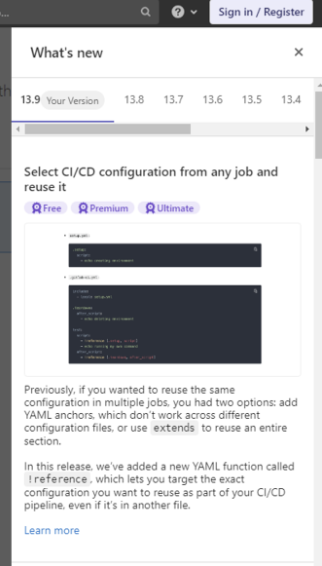 Sign in / Register
What's new
13.9 Your Version 13.8 13.7 13.6 13.5 13.4
Select CI/CD configuration from any job and
reuse it
Free Premium Ultimate
Previously, if you wanted to reuse the same
configuration in multiple jobs, you had two options: add
YAML anchors, which don't work across different
configuration files, or use extends to reuse an entire
section.
In this release, we've added a new YAML function called
!reference, which lets you target the exact
configuration you want to reuse as part of your CI/CD
pipeline, even if it's in another file.
Learn more